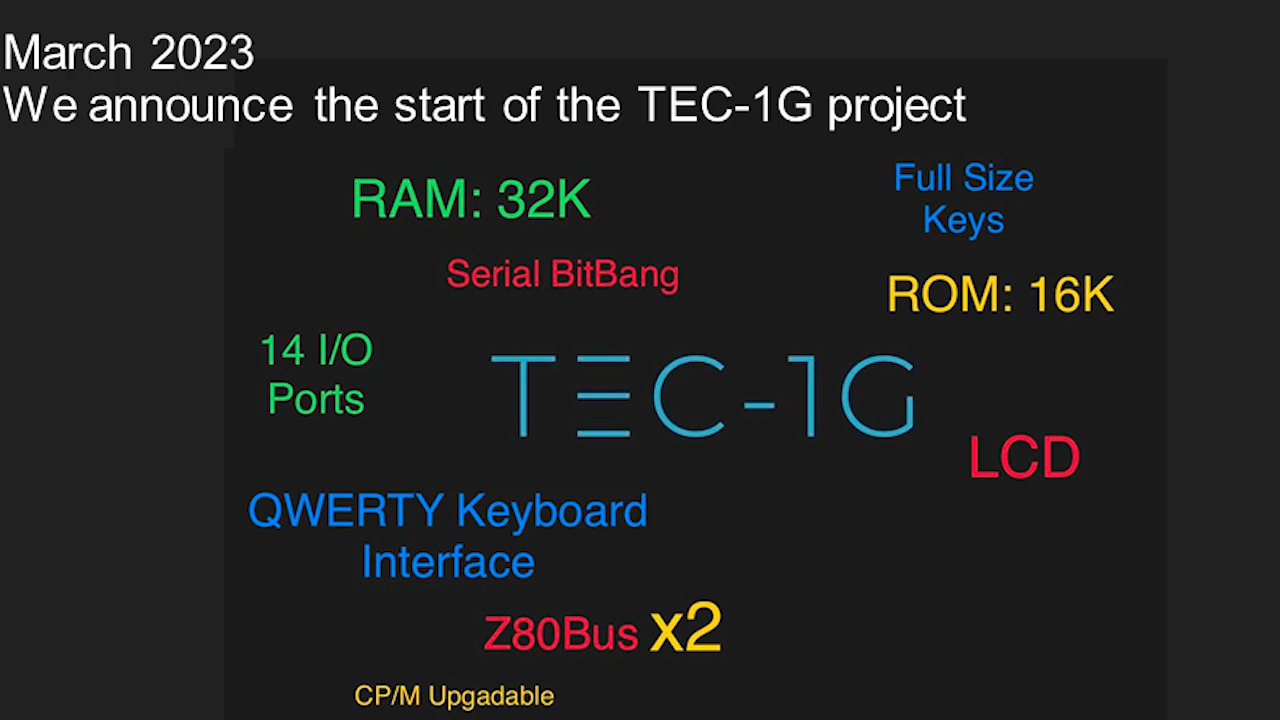 March 2023
We announce the start of the TEC-1G project
RAM: 32K
Full Size
Keys
Serial BitBang
ROM: 16K
14 I/O
Ports
TEC-1G
LCD
QWERTY Keyboard
Interface
Z80Bus x2
CP/M Upgadable